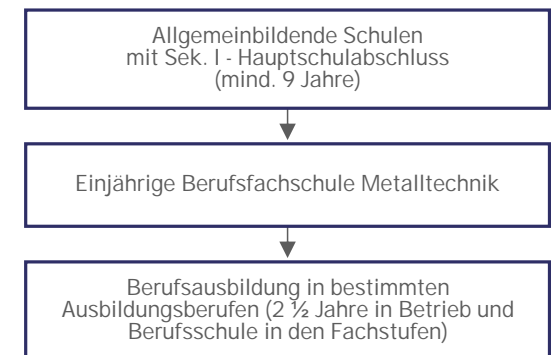 Allgemeinbildende Schulen
mit Sek. I - Hauptschulabschluss
(mind. 9 Jahre)
Einjährige Berufsfachschule Metalltechnik
Berufsausbildung in bestimmten
Ausbildungsberufen (2 ½ Jahre in Betrieb und
Berufsschule in den Fachstufen)